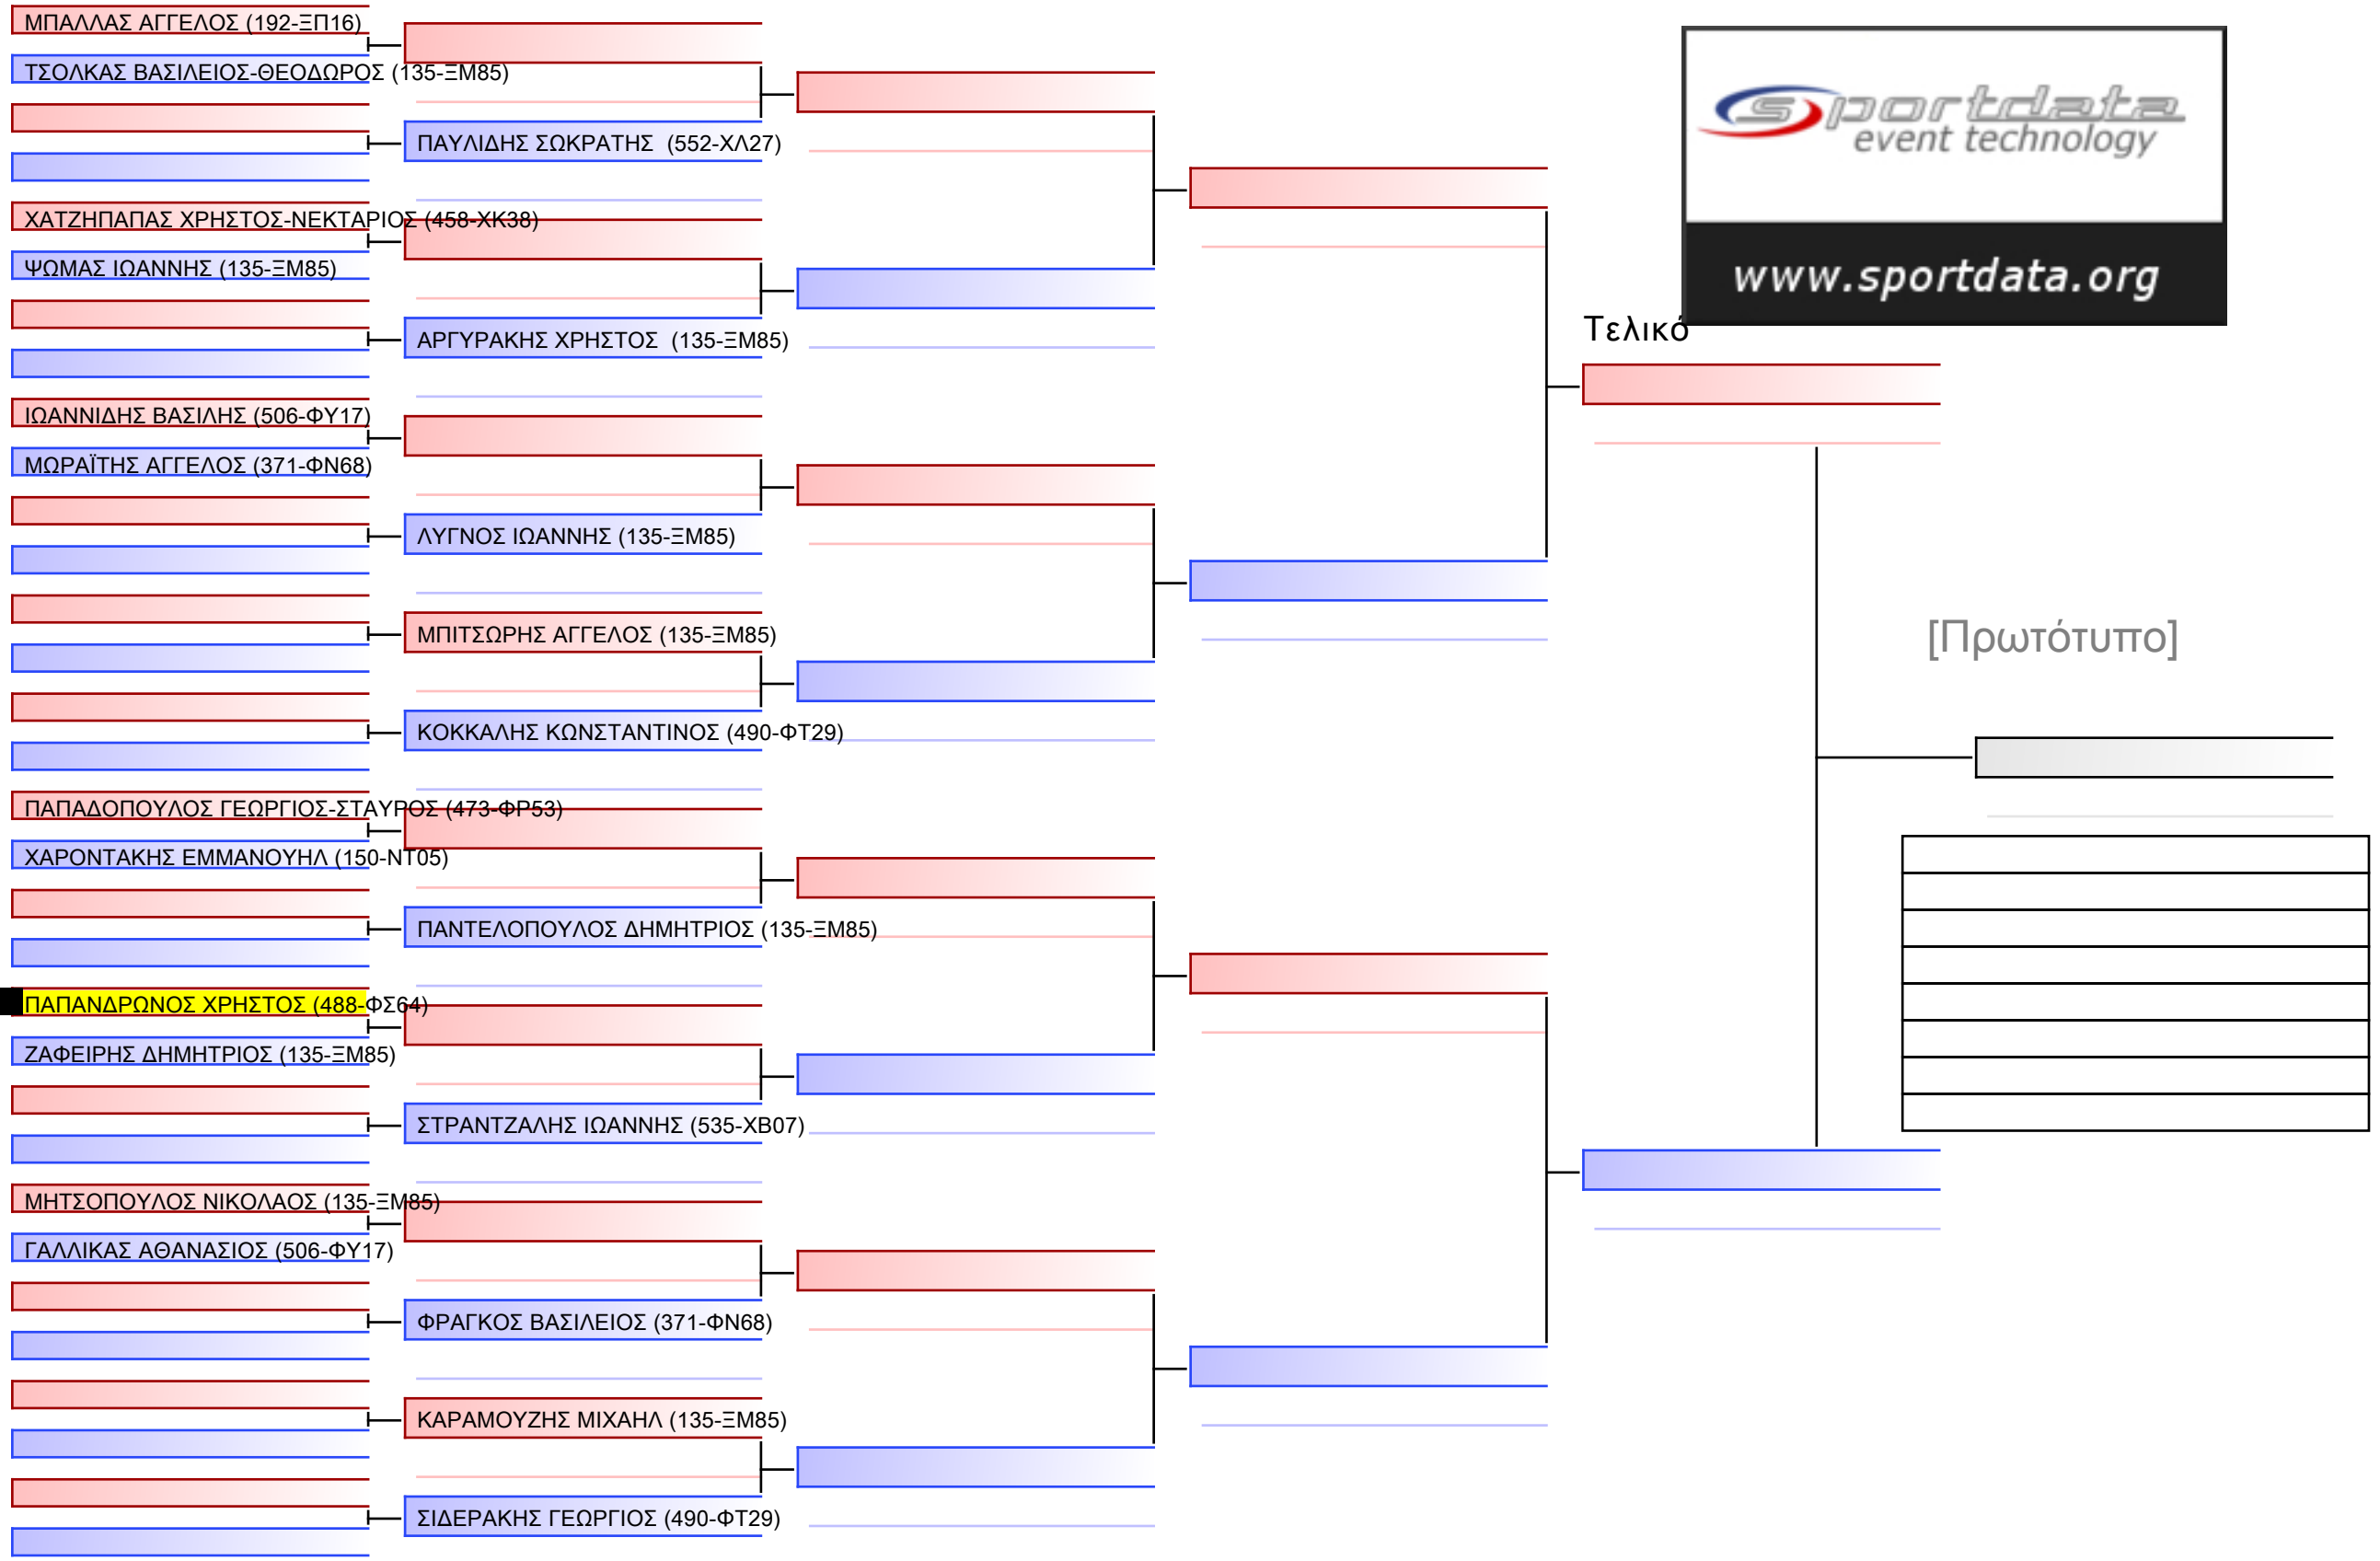 ΜΠΑΛΛΑΣ ΑΓΓΕΛΟΣ (192-ΞΠ16)
ΤΣΟΛΚΑΣ ΒΑΣΙΛΕΙΟΣ-ΘΕΟΔΩΡΟΣ (135-ΞΜ85)
ΠΑΥΛΙΔΗΣ ΣΩΚΡΑΤΗΣ (552-ΧΛ27)
ΧΑΤΖΗΠΑΠΑΣ ΧΡΗΣΤΟΣ-ΝΕΚΤΑΡΙΟΣ (458-ΧΚ38)
ΨΩΜΑΣ ΙΩΑΝΝΗΣ (135-ΞΜ85)
ΑΡΓΥΡΑΚΗΣ ΧΡΗΣΤΟΣ (135-ΞΜ85)
ΙΩΑΝΝΙΔΗΣ ΒΑΣΙΛΗΣ (506-ΦΥ17)
ΜΩΡΑΪΤΗΣ ΑΓΓΕΛΟΣ (371-ΦΝ68)
ΛΥΓΝΟΣ ΙΩΑΝΝΗΣ (135-ΞΜ85)
ΜΠΙΤΣΩΡΗΣ ΑΓΓΕΛΟΣ (135-ΞΜ85)
ΚΟΚΚΑΛΗΣ ΚΩΝΣΤΑΝΤΙΝΟΣ (490-ΦΤ29)
ΠΑΠΑΔΟΠΟΥΛΟΣ ΓΕΩΡΓΙΟΣ-ΣΤΑΥΡΟΣ (473-ΦΡ53)
ΧΑΡΟΝΤΑΚΗΣ ΕΜΜΑΝΟΥΗΛ (150-ΝΤ05)
ΠΑΝΤΕΛΟΠΟΥΛΟΣ ΔΗΜΗΤΡΙΟΣ (135-ΞΜ85)
ΠΑΠΑΝΔΡΩΝΟΣ ΧΡΗΣΤΟΣ (488-ΦΣ64)
ΖΑΦΕΙΡΗΣ ΔΗΜΗΤΡΙΟΣ (135-ΞΜ85)
ΣΤΡΑΝΤΖΑΛΗΣ ΙΩΑΝΝΗΣ (535-ΧΒ07)
ΜΗΤΣΟΠΟΥΛΟΣ ΝΙΚΟΛΑΟΣ (135-ΞΜ85)
ΓΑΛΛΙΚΑΣ ΑΘΑΝΑΣΙΟΣ (506-ΦΥ17)
ΦΡΑΓΚΟΣ ΒΑΣΙΛΕΙΟΣ (371-ΦΝ68)
ΚΑΡΑΜΟΥΖΗΣ ΜΙΧΑΗΛ (135-ΞΜ85)
ΣΙΔΕΡΑΚΗΣ ΓΕΩΡΓΙΟΣ (490-ΦΤ29)
sportdata
event technology
www.sportdata.org
Τελικό
[Πρωτότυπο]